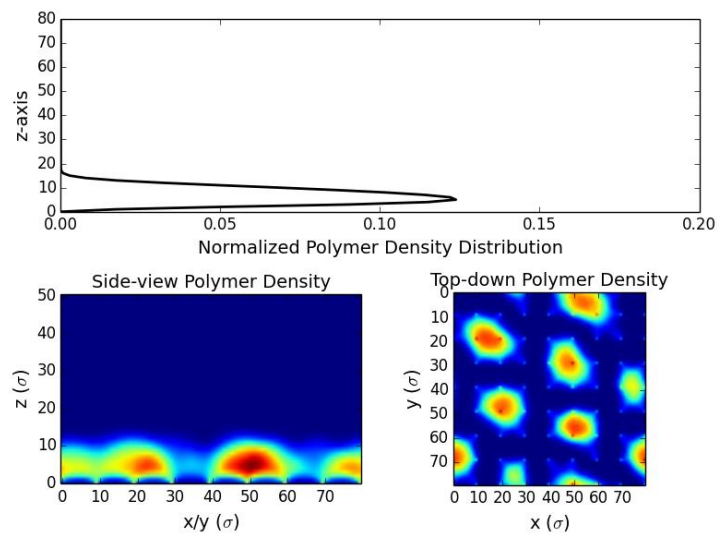 80
70
60
50
40
30
20
10
0
z-axis
0.00 0.05 0.10 0.15 0.20
Normalized Polymer Density Distribution
Side-view Polymer Density
50
40
30
20
10
0
z (σ)
0 10 20 30 40 50 60 70
x/y (σ)
Top-down Polymer Density
0
10
20
30
40
50
60
70
y (σ)
0 10 20 30 40 50 60 70
x (σ)